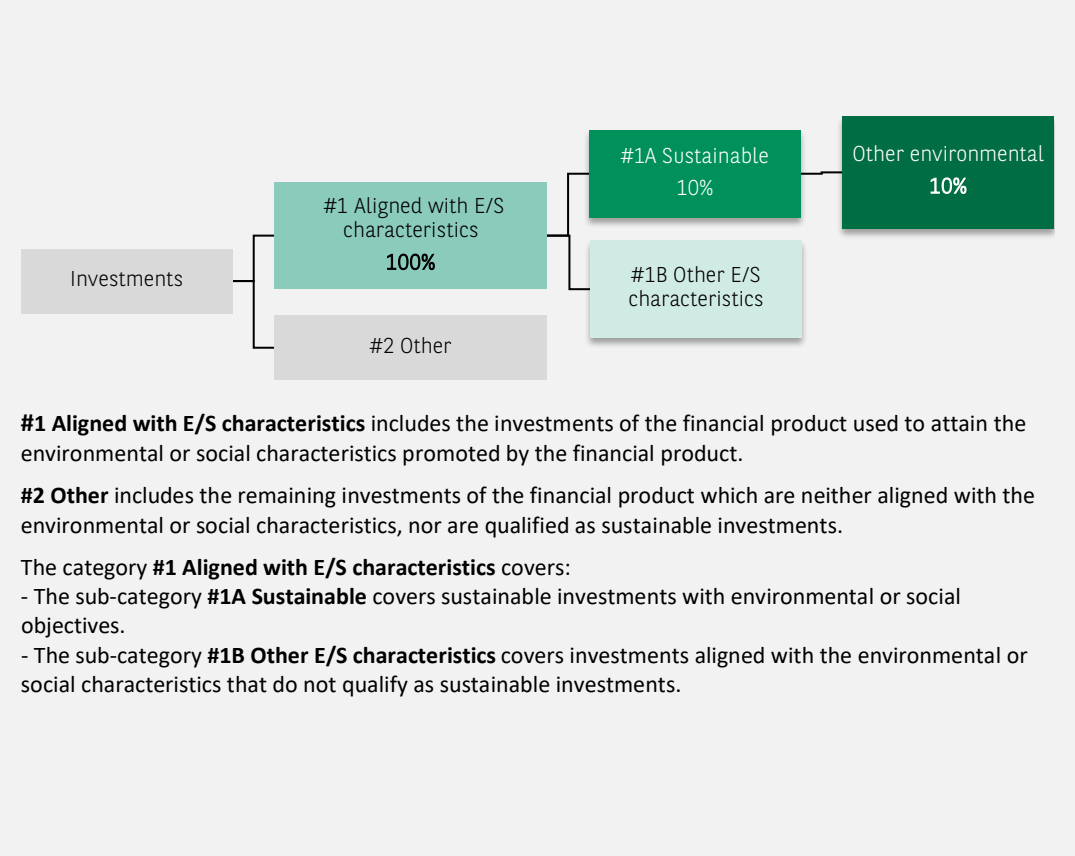 #1A Sustainable
10%
Other environmental
10%
#1 Aligned with E/S
characteristics
100%
Investments
#1B Other E/S
characteristics
#2 Other
#1 Aligned with E/S characteristics includes the investments of the financial product used to attain the
environmental or social characteristics promoted by the financial product.
#2 Other includes the remaining investments of the financial product which are neither aligned with the
environmental or social characteristics, nor are qualified as sustainable investments.
The category #1 Aligned with E/S characteristics covers:
- The sub-category #1A Sustainable covers sustainable investments with environmental or social
objectives.
- The sub-category #1B Other E/S characteristics covers investments aligned with the environmental or
social characteristics that do not qualify as sustainable investments.